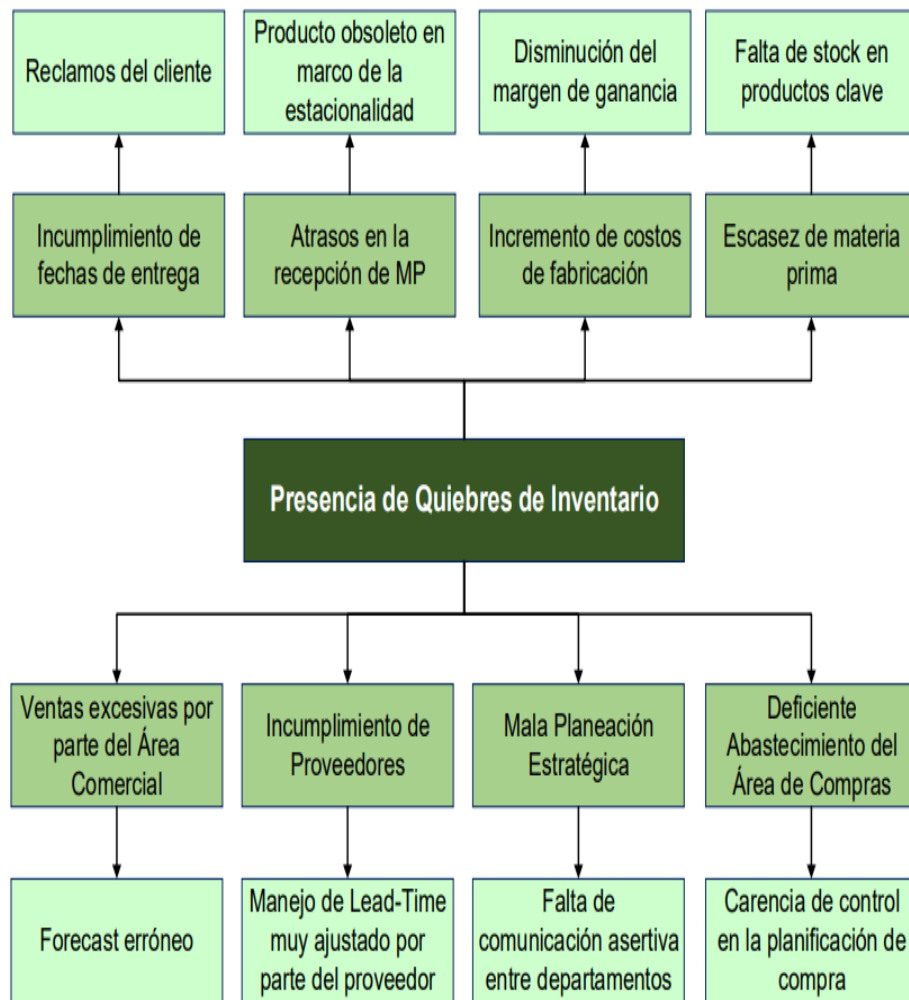 Reclamos del cliente
Producto obsoleto en
marco de la
estacionalidad
Disminución del
margen de ganancia
Falta de stock en
productos clave
Incumplimiento de
fechas de entrega
Atrasos en la
recepción de MP
Incremento de costos
de fabricación
Escasez de materia
prima
Presencia de Quiebres de Inventario
Ventas excesivas por
parte del Área
Comercial
Incumplimiento de
Proveedores
Mala Planeación
Estratégica
Deficiente
Abastecimiento del
Área de Compras
Forecast erróneo
Manejo de Lead-Time
muy ajustado por
parte del proveedor
Falta de
comunicación asertiva
entre departamentos
Carencia de control
en la planificación de
compra